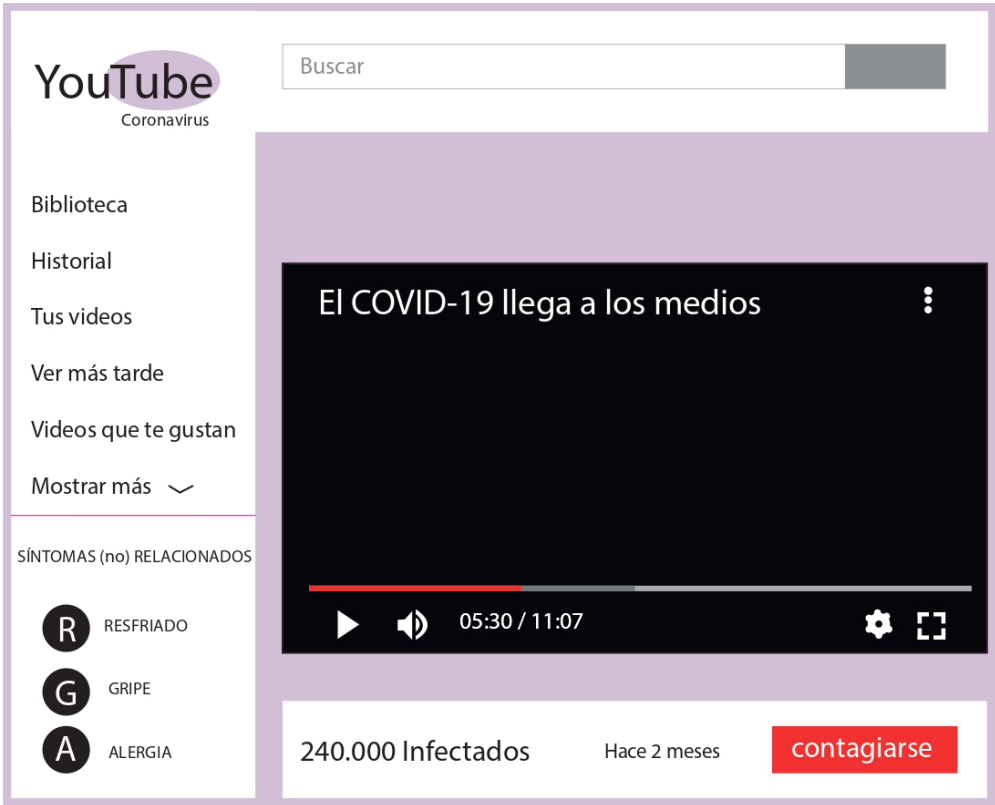 YouTube
Coronavirus
Buscar
Biblioteca
Historial
Tus videos
Ver más tarde
Videos que te gustan
Mostrar más
SÍNTOMAS (no) RELACIONADOS
R RESFRIADO
G GRIPE
A ALERGIA
El COVID-19 llega a los medios
05:30 / 11:07
240.000 Infectados Hace 2 meses contagiarse